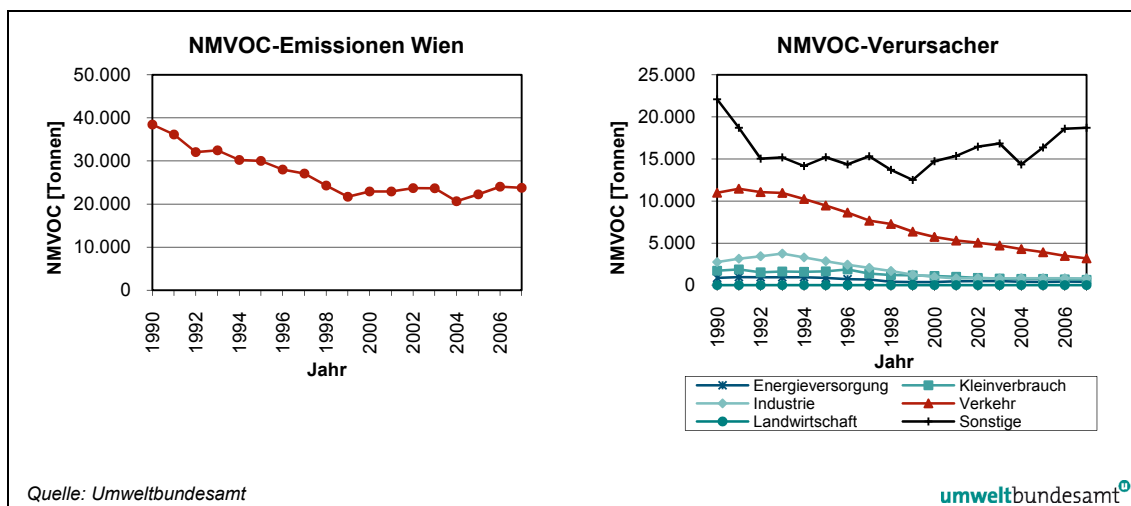 NMVOC-Emissionen Wien
50.000
40.000
30.000
20.000
10.000
0
NMVOC [Tonnen]
1990
1992
1994
1996
1998
2000
2002
2004
2006
Jahr
NMVOC-Verursacher
25.000
20.000
15.000
10.000
5.000
0
NMVOC [Tonnen]
1990
1992
1994
1996
1998
2000
2002
2004
2006
Jahr
Energieversorgung Kleinverbrauch
Industrie Verkehr
Landwirtschaft Sonstige
Quelle: Umweltbundesamt
umweltbundesamt u